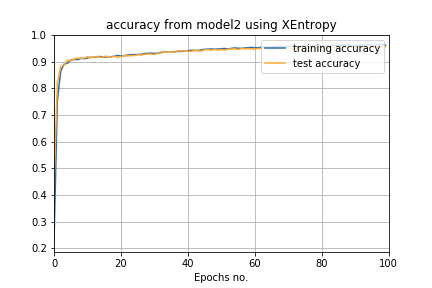 accuracy from model2 using XEntropy
1.0
training accuracy
0.9
test accuracy
0.8
0.7
0.6
0.5
0.4
0.3
0.2
0 20 40 60 80 100
Epochs no.